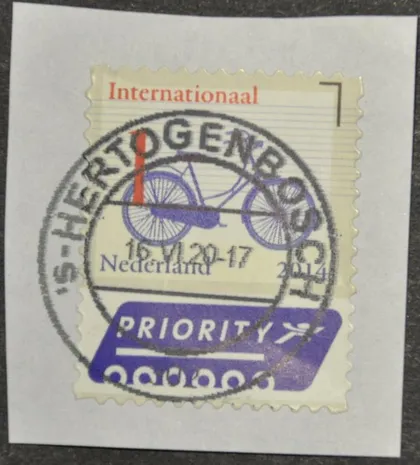 Internationaal
'S-HERTOGENBOSCH
16.VI.20-17
Nederland 2014
PRIORITY